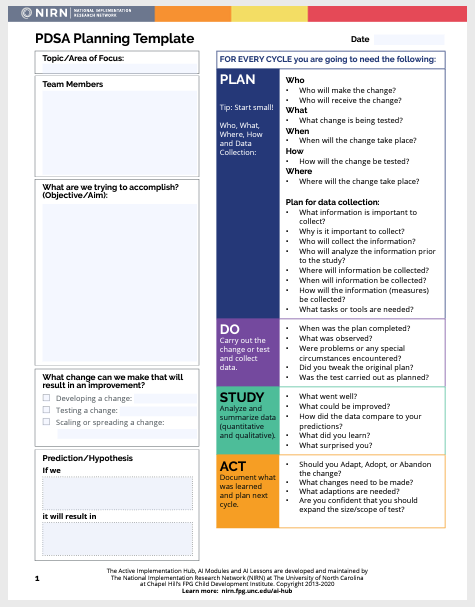 NIRN NATIONAL IMPLEMENTATION
RESEARCH NETWORK
PDSA Planning Template
Date
Topic/Area of Focus:
Team Members
What are we trying to accomplish?
(Objective/Aim):
What change can we make that will
result in an improvement?
Developing a change:
Testing a change:
Scaling or spreading a change:
Prediction/Hypothesis
If we
it will result in
FOR EVERY CYCLE you are going to need the following:
PLAN
Tip: Start small!
Who, What,
Where, How
and Data
Collection:
Who
• Who will make the change?
• Who will receive the change?
What
• What change is being tested?
When
• When will the change take place?
How
• How will the change be tested?
Where
• Where will the change take place?
Plan for data collection:
• What information is important to
collect?
• Why is it important to collect?
• Who will collect the information?
• Who will analyze the information prior
to the study?
• Where will information be collected?
• When will information be collected?
• How will the information (measures)
be collected?
• What tasks or tools are needed?
DO
Carry out the
change or test
and collect
data.
• When was the plan completed?
• What was observed?
• Were problems or any special
circumstances encountered?
• Did you tweak the original plan?
• Was the test carried out as planned?
STUDY
Analyze and
summarize data
(quantitative
and qualitative).
• What went well?
• What could be improved?
• How did the data compare to the
predictions?
• What did you learn?
• What surprised you?
ACT
Document what
was learned
and plan next
cycle.
• Should you Adapt, Adopt, or Abandon
the change?
• What changes need to be made?
• What adaptions are needed?
• Are you confident that you should
expand the size/scope of test?
1
The Active Implementation Hub, AI Modules and AI Lessons are developed and maintained by
The National Implementation Research Network (NIRN) at The University of North Carolina
at Chapel Hill's FPG Child Development Institute. Copyright 2013-2020
Learn more: nirn.fpg.unc.edu/ai-hub